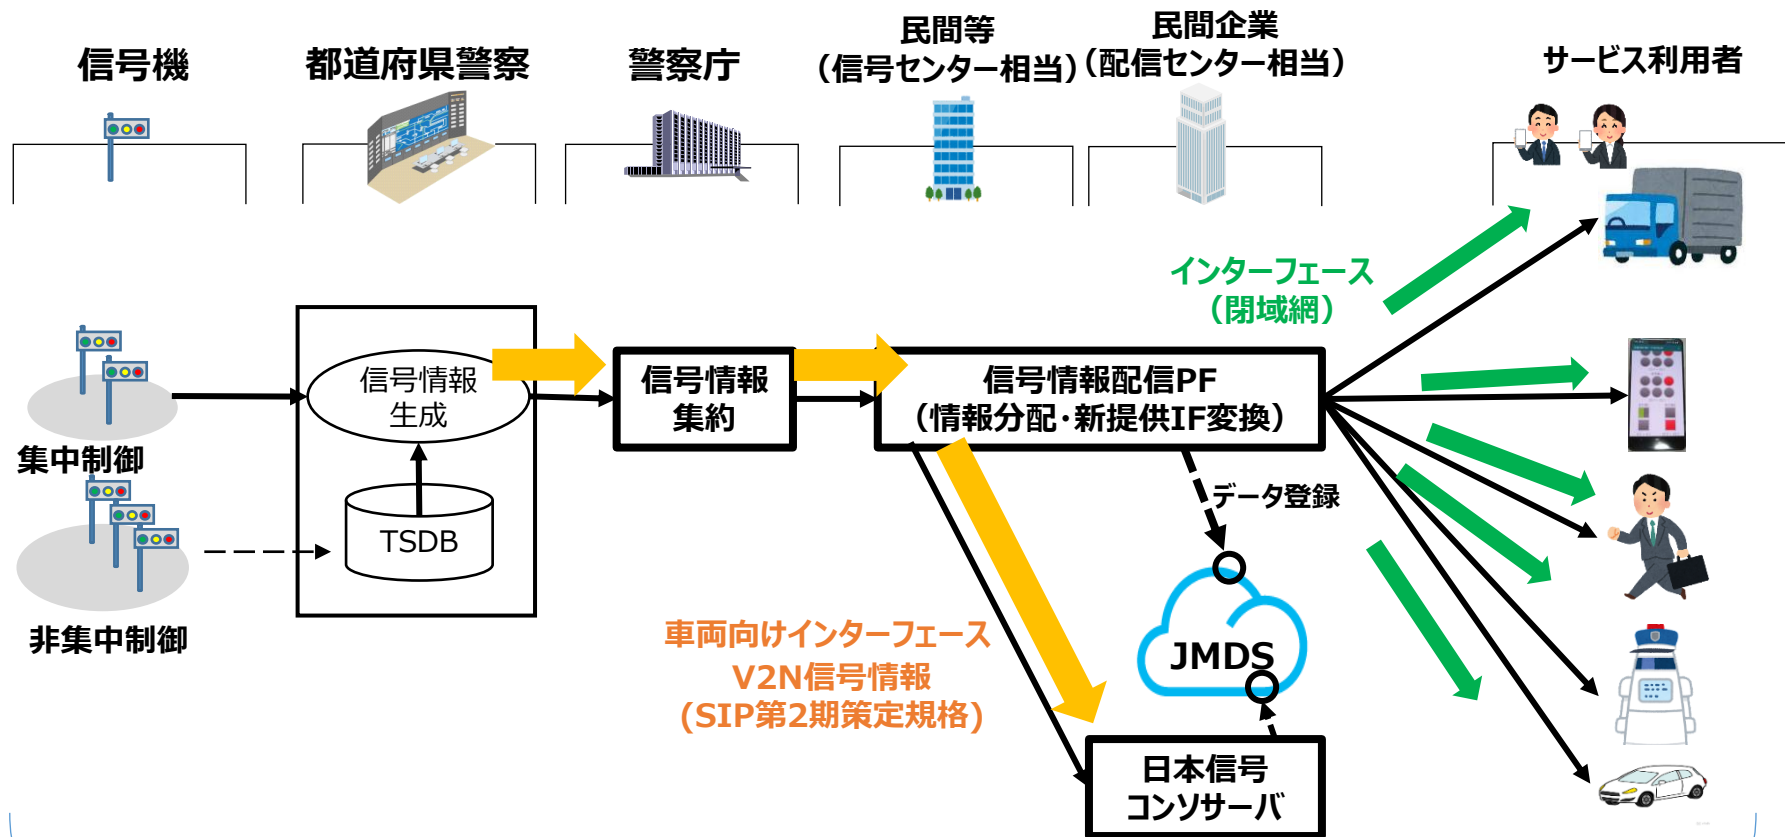 信号機
都道府県警察
警察庁
民間等
(信号センター相当)
民間企業
(配信センター相当)
サービス利用者
インターフェース
(閉域網)
集中制御
非集中制御
信号情報
生成
TSDB
信号情報
集約
信号情報配信PF
(情報分配・新提供IF変換)
データ登録
JMDS
車両向けインターフェース
V2N信号情報
(SIP第2期策定規格)
日本信号
コンソサーバ